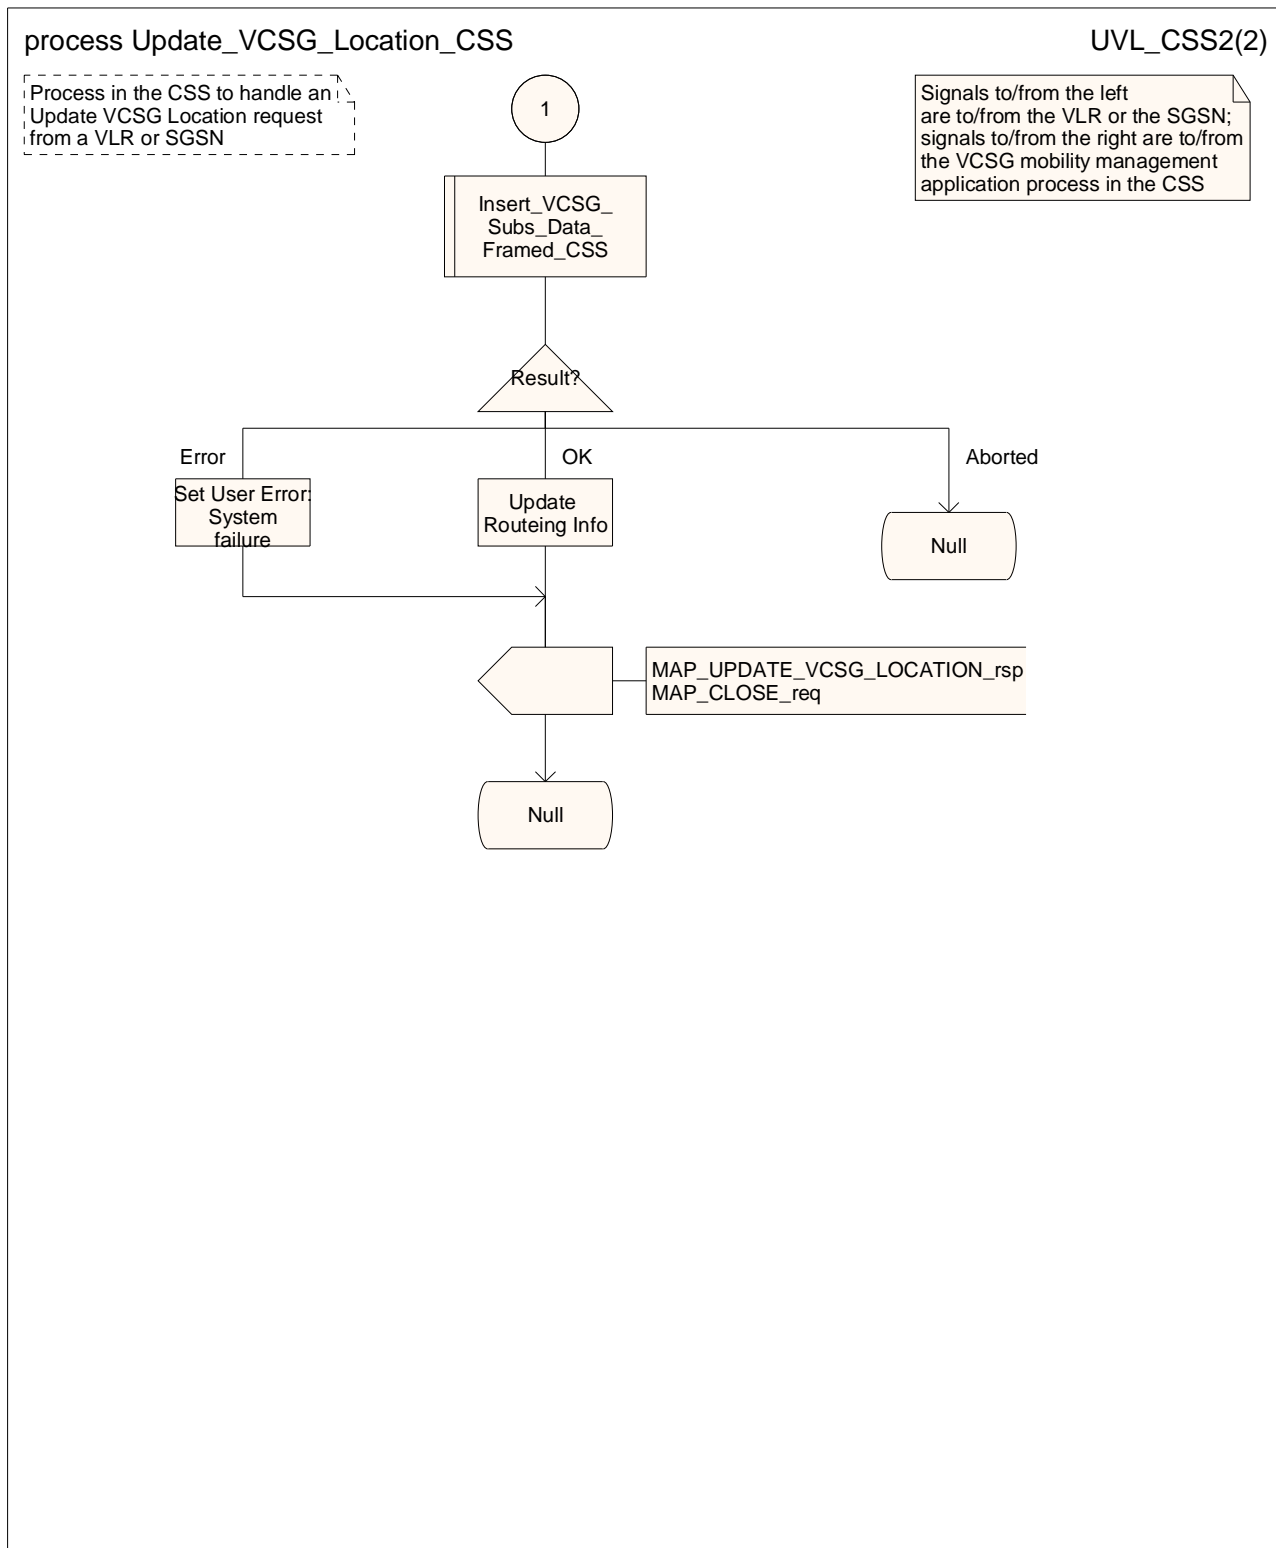 process Update_VCSG_Location_CSS
UVL_CSS2(2)
Process in the CSS to handle an
Update VCSG Location request
from a VLR or SGSN
1
Signals to/from the left
are to/from the VLR or the SGSN;
signals to/from the right are to/from
the VCSG mobility management
application process in the CSS
Insert_VCSG_
Subs_Data_
Framed_CSS
Result?
Error
OK
Aborted
Set User Error:
System
failure
Update
Routeing Info
Null
MAP_UPDATE_VCSG_LOCATION_rsp
MAP_CLOSE_req
Null